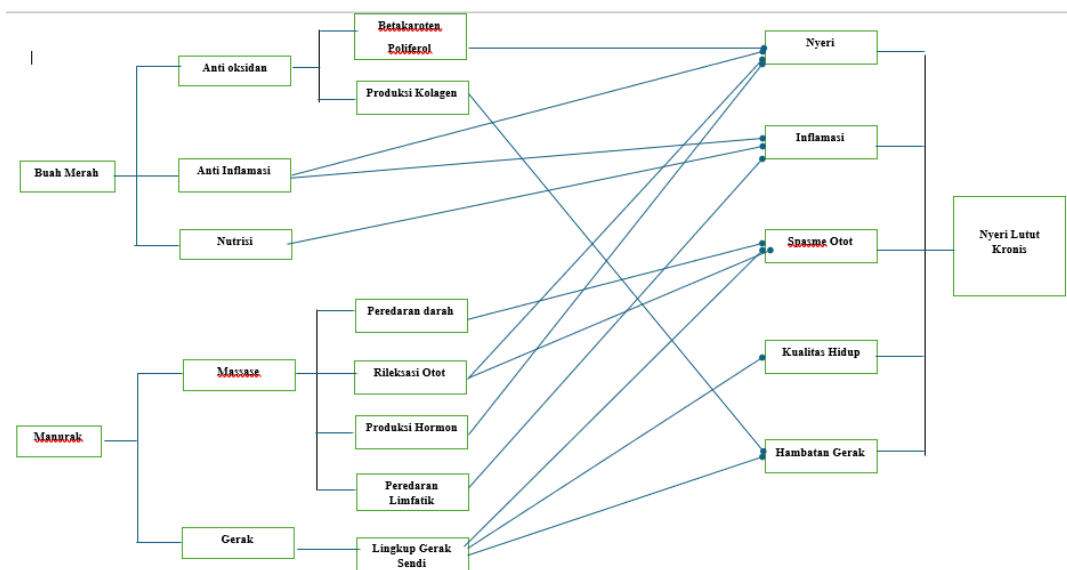 Betakaroten
Poliferol
Nyeri
Anti oksidan
Produksi Kolagen
Inflamasi
Buah Merah
Anti Inflamasi
Nutrisi
Spasme Otot
Nyeri Lutut
Kronis
Peredaran darah
Massase
Rileksasi Otot
Kualitas Hidup
Manurak
Produksi Hormon
Hambatan Gerak
Peredaran
Limfatik
Gerak
Lingkup Gerak
Sendi